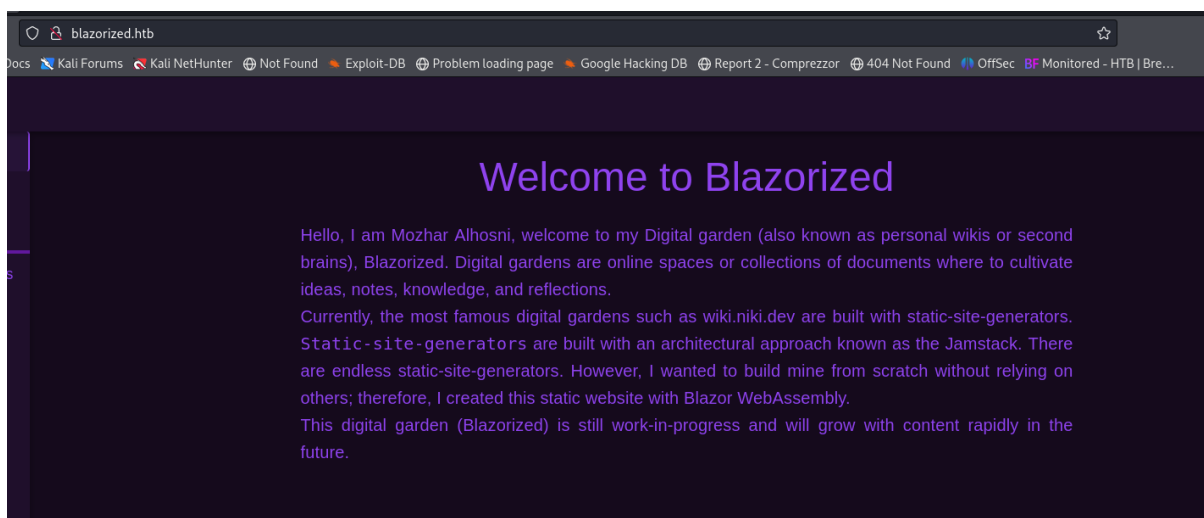 blazorized.htb
Docs Kali Forums Kali NetHunter Not Found Exploit-DB Problem loading page Google Hacking DB Report 2 - Comprezzor 404 Not Found OffSec BF Monitored - HTB | Bre...
Welcome to Blazorized
Hello, I am Mozhar Alhosni, welcome to my Digital garden (also known as personal wikis or second
brains), Blazorized. Digital gardens are online spaces or collections of documents where to cultivate
ideas, notes, knowledge, and reflections.
Currently, the most famous digital gardens such as wiki.niki.dev are built with static-site-generators.
Static-site-generators are built with an architectural approach known as the Jamstack. There
s
are endless static-site-generators. However, I wanted to build mine from scratch without relying on
others; therefore, I created this static website with Blazor WebAssembly.
This digital garden (Blazorized) is still work-in-progress and will grow with content rapidly in the
future.